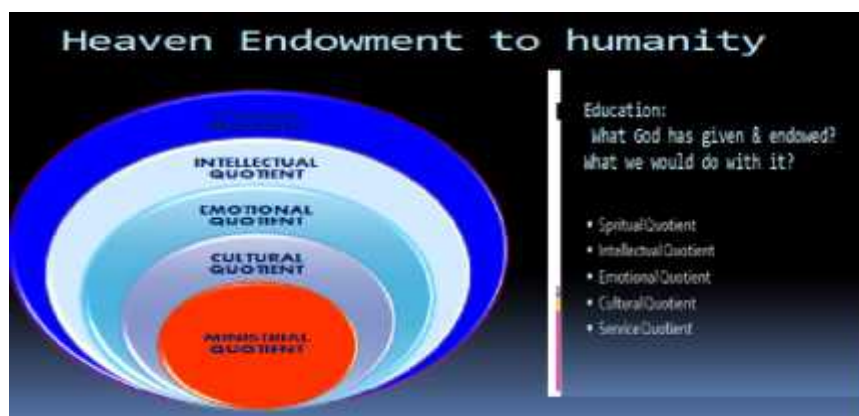 Heaven Endowment to humanity
INTELLECTUAL
QUOTIENT
EMOTIONAL
QUOTIENT
CULTURAL
QUOTIENT
MINISTERIAL
QUOTIENT
Education:
What God has given & endowed?
What we would do with it?
• Spritual Quotient
• Intellectual Quotient
• Emotional Quotient
• Cultural Quotient
• Service Quotient